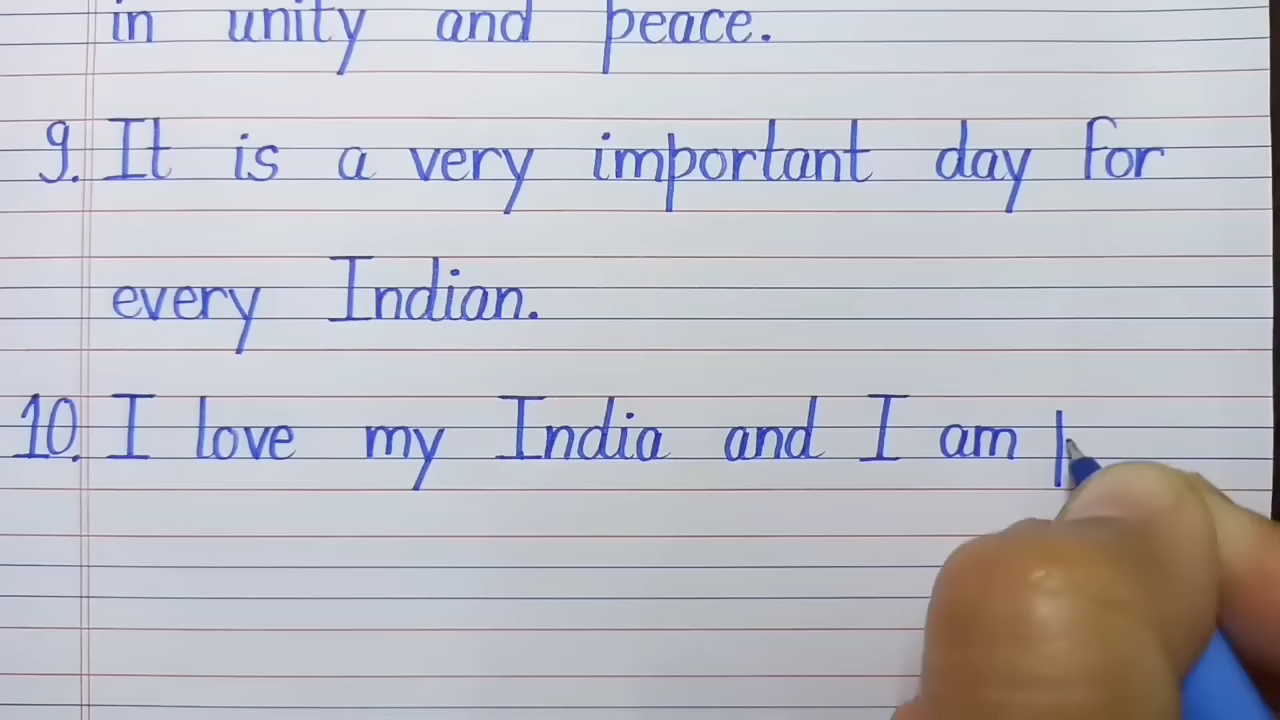 in unity and peace.
9. It is a very important day for
every Indian.
10. I love my India and I am